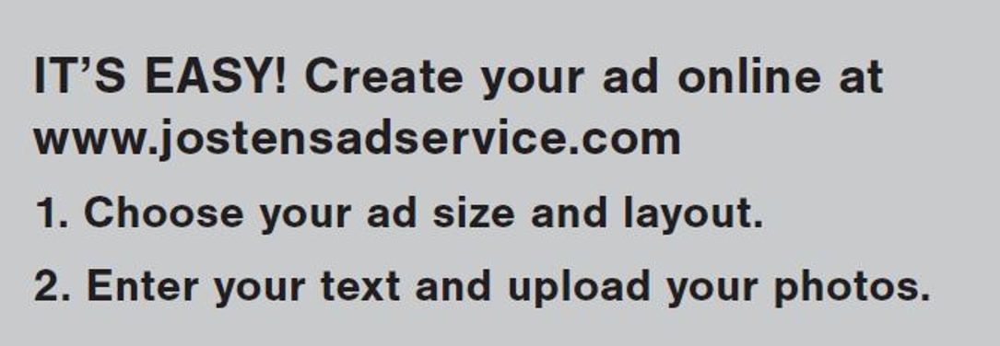 IT’S EASY! Create your ad online at
www.jostensadservice.com
1. Choose your ad size and layout.
2. Enter your text and upload your photos.